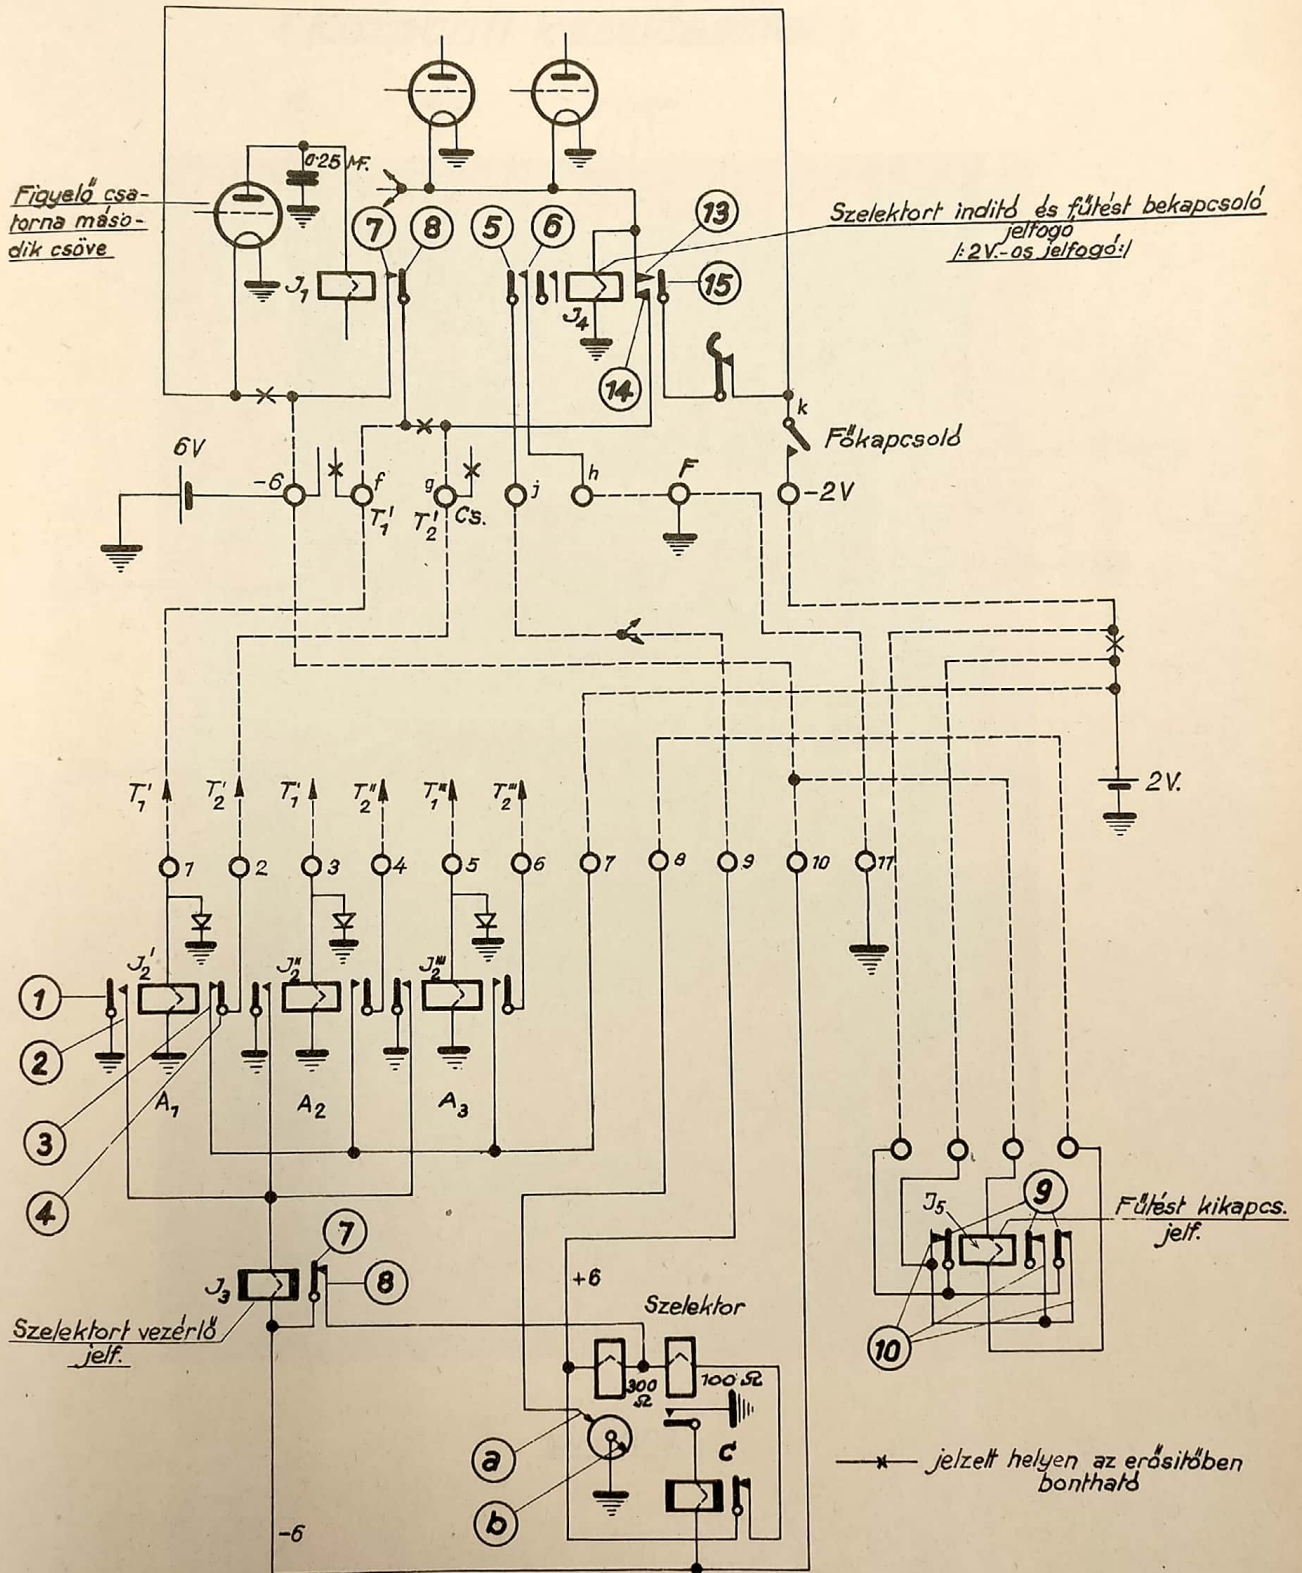 0.25 MF.
Figyelő csa-
torna máso-
dik csöve
7
8
5
6
13
Szelektort inditó és fűtést bekapcsoló
jelfogó
/:2V.-os jelfogó:/
J1
J4
15
14
k
Főkapcsoló
6V
-6
f
g
j
h
F
-2V
T1'
T2'
Cs.
2V.
T1'
T2'
T1'
T2''
T1'''
T2'''
1
2
3
4
5
6
7
8
9
10
11
J2'
J2''
J2'''
1
2
3
4
A1
A2
A3
J5
9
Fűtést kikapcs.
jelf.
10
7
8
J3
+6
Szelektor
Szelektort vezérlő
jelf.
300
Ω
100 Ω
a
b
C
-6
jelzett helyen az erősitőben
bontható